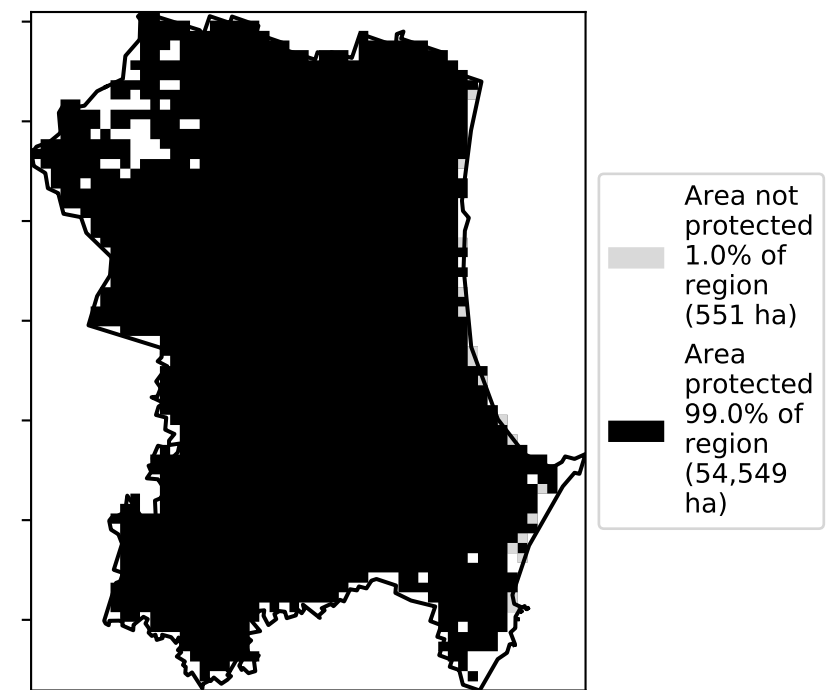 Area not
protected
1.0% of
region
(551 ha)
Area
protected
99.0% of
region
(54,549
ha)